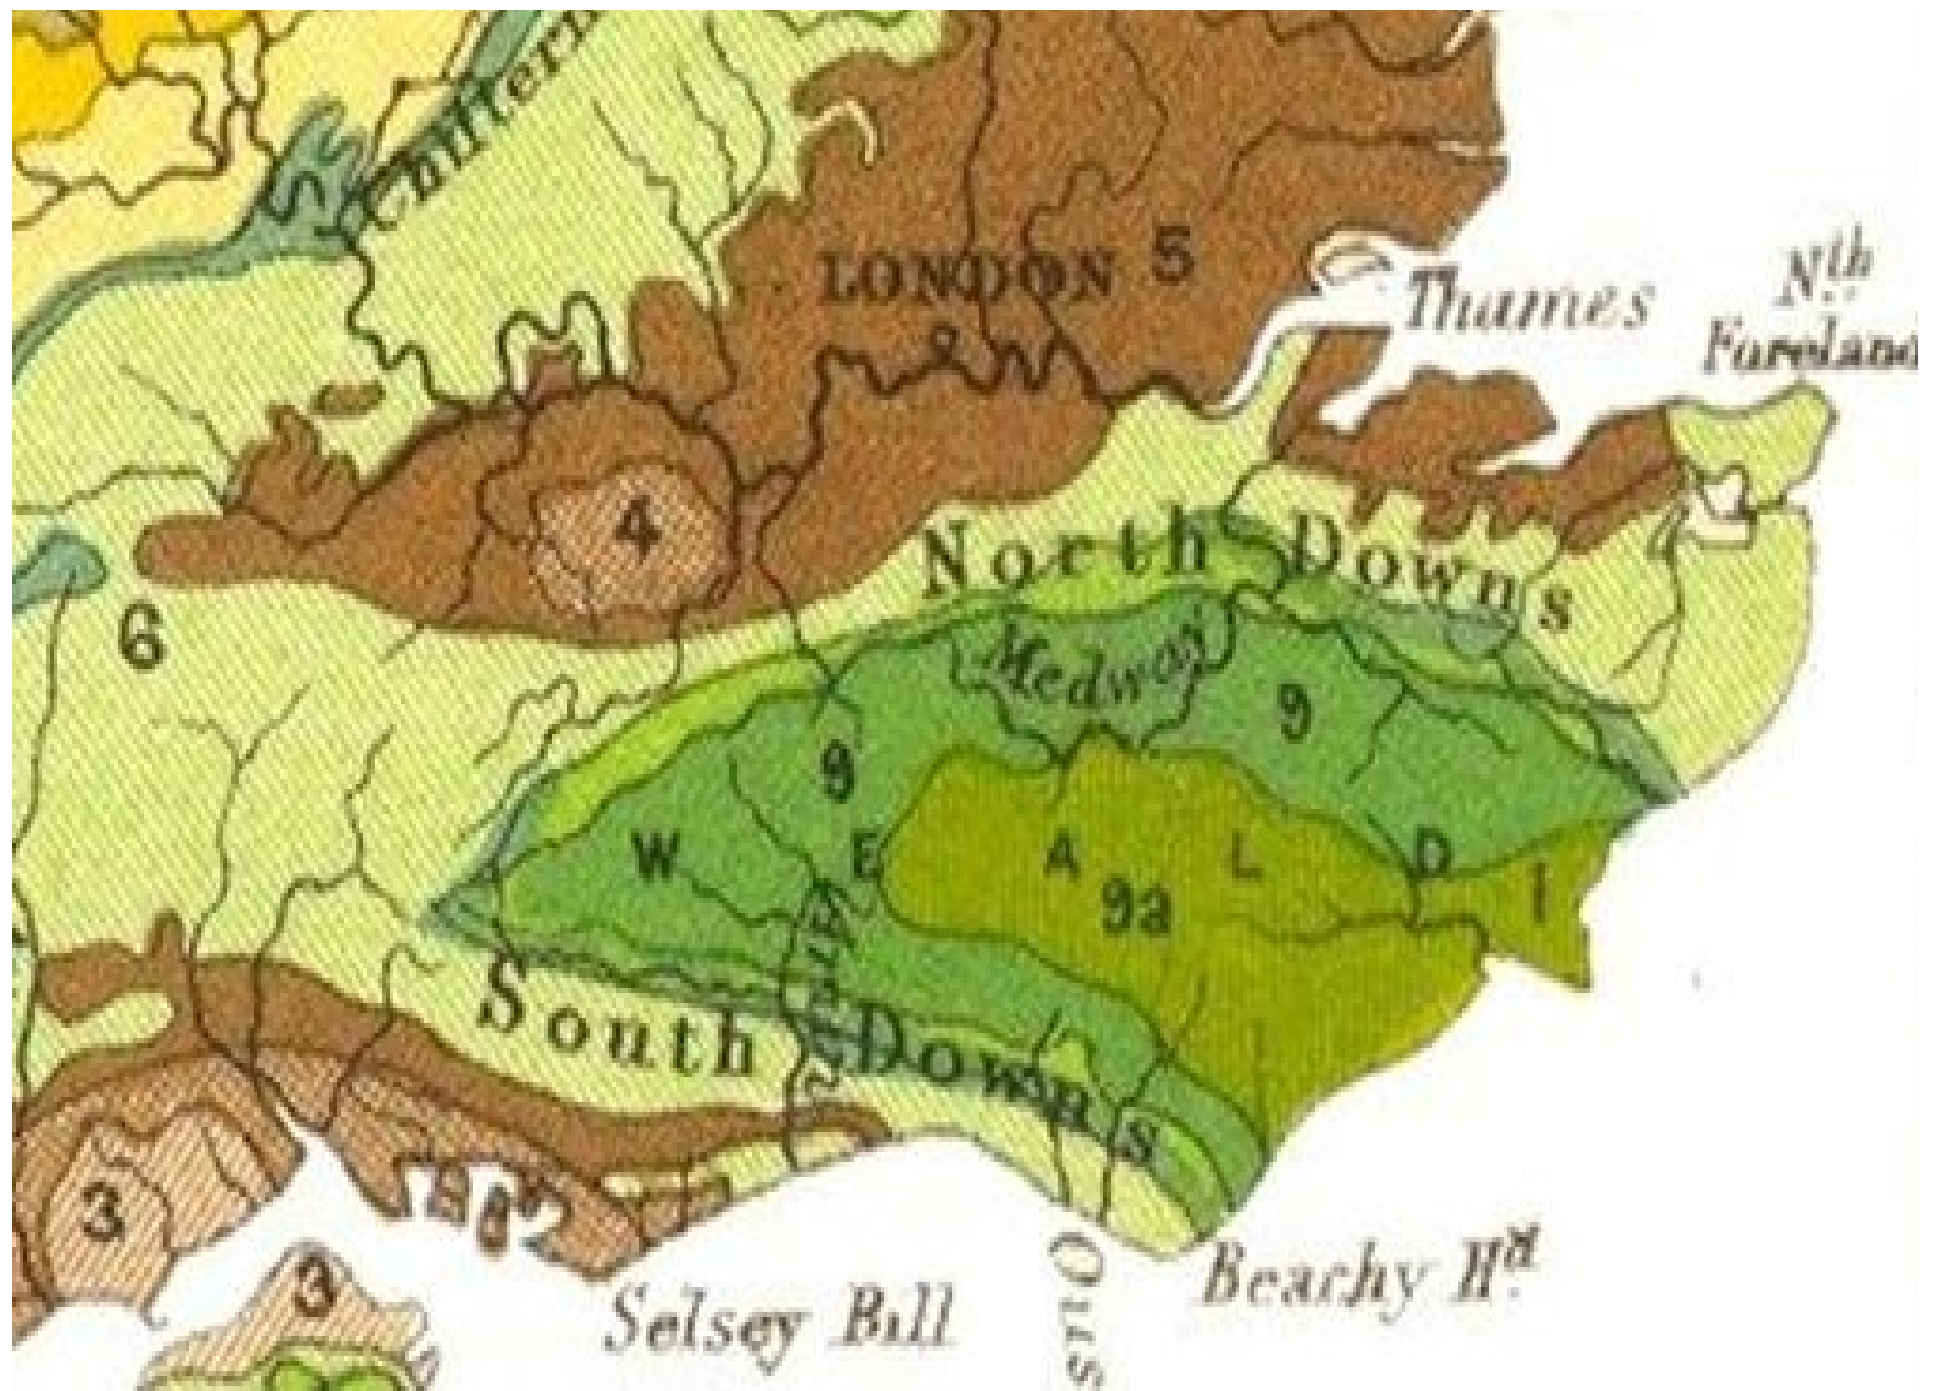 Chiltern
LONDON 5
Thames
Nth
Foreland
4
North Downs
6
Medway
9
9
W E A L D
9a
1
South Downs
3
3
Selsey Bill
Ouse
Beachy Hd.